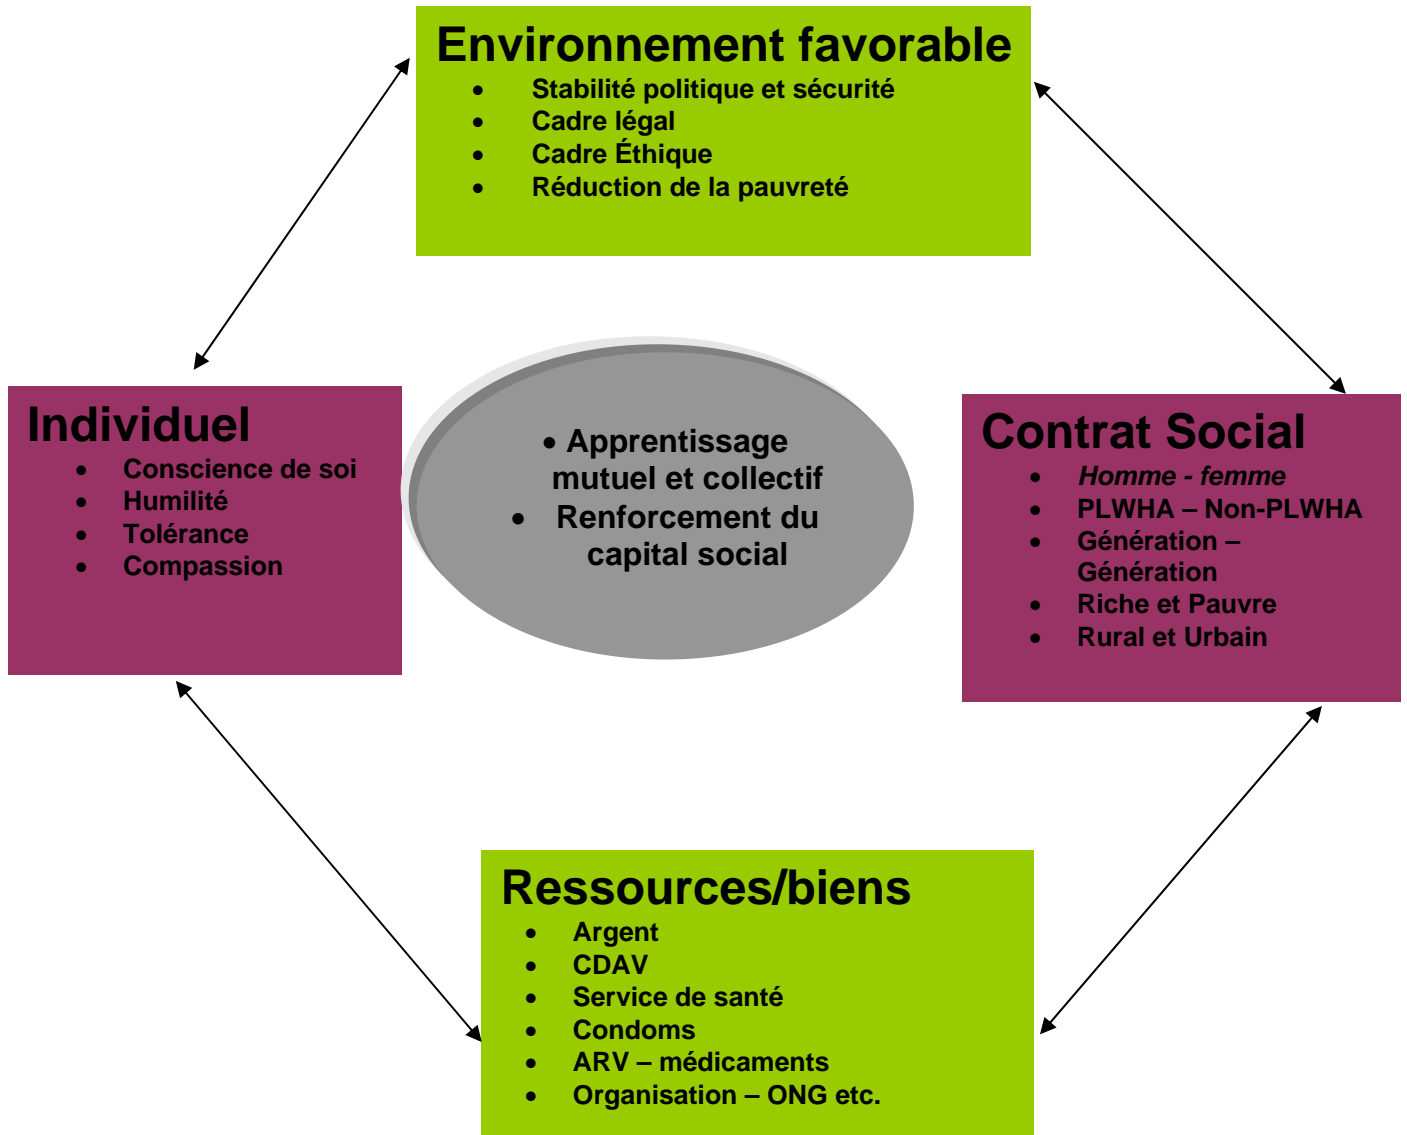 Environnement favorable
• Stabilité politique et sécurité
• Cadre légal
• Cadre Éthique
• Réduction de la pauvreté
Individuel
• Conscience de soi
• Humilité
• Tolérance
• Compassion
• Apprentissage
mutuel et collectif
• Renforcement du
capital social
Contrat Social
• Homme - femme
• PLWHA – Non-PLWHA
• Génération –
Génération
• Riche et Pauvre
• Rural et Urbain
Ressources/biens
• Argent
• CDAV
• Service de santé
• Condoms
• ARV – médicaments
• Organisation – ONG etc.